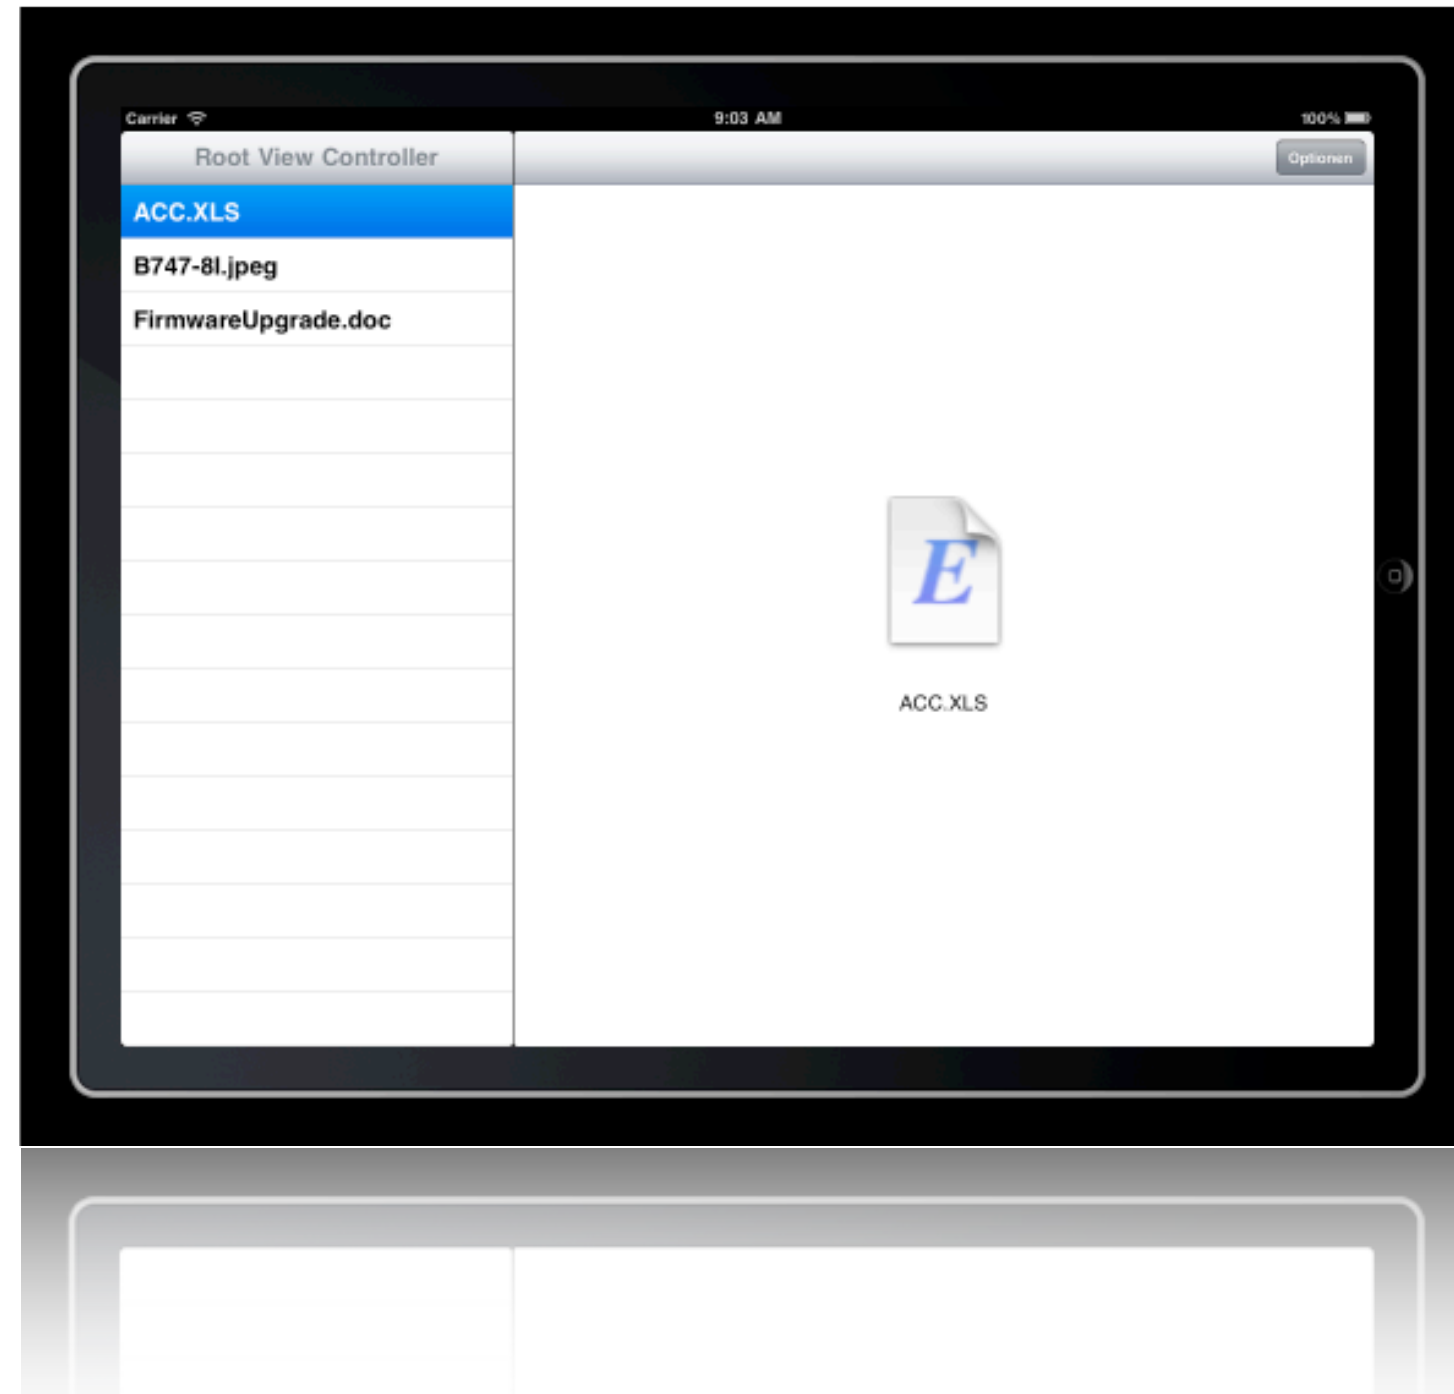 Carrier 9:03 AM 100%
Root View Controller Optionen
ACC.XLS
B747-8I.jpeg
FirmwareUpgrade.doc
E
ACC.XLS